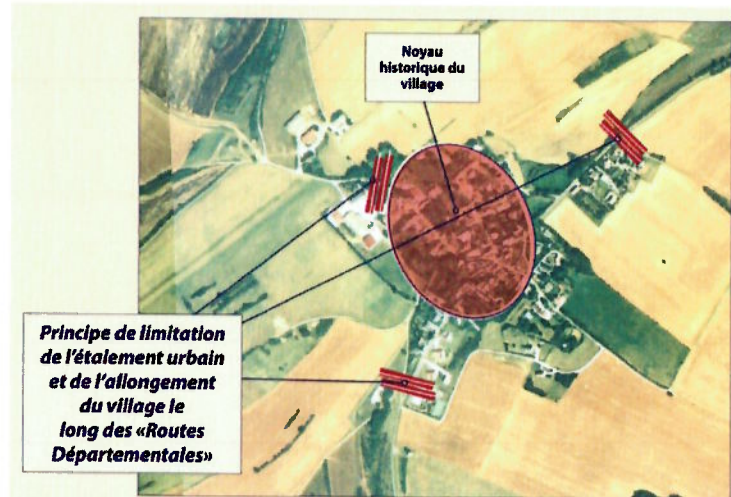 Noyau
historique du
village
Principe de limitation
de l'étalement urbain
et de l'allongement
du village le
long des «Routes
Départementales»